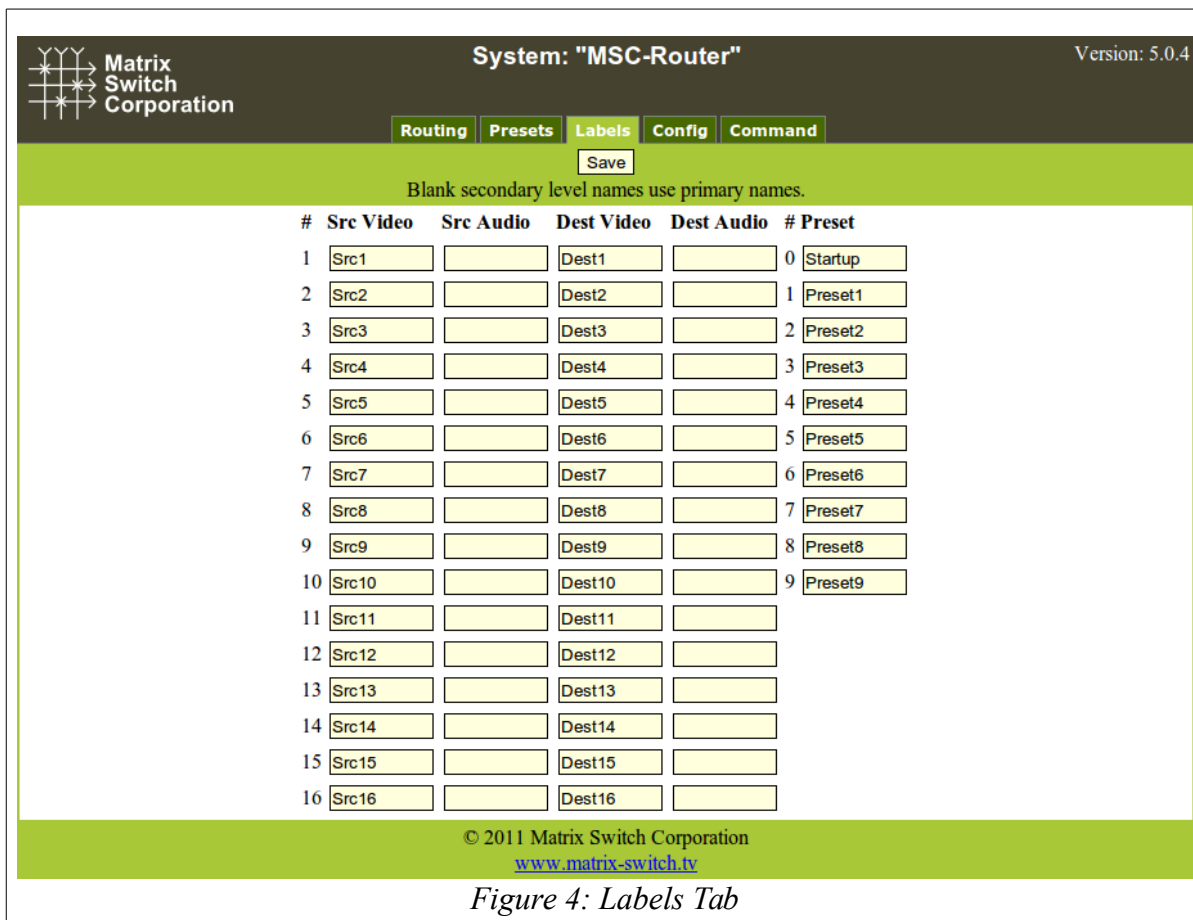 Matrix
Switch
Corporation
System: "MSC-Router"
Version: 5.0.4
Routing Presets Labels Config Command
Save
Blank secondary level names use primary names.
# Src Video Src Audio Dest Video Dest Audio # Preset
1 Src1 Dest1 0 Startup
2 Src2 Dest2 1 Preset1
3 Src3 Dest3 2 Preset2
4 Src4 Dest4 3 Preset3
5 Src5 Dest5 4 Preset4
6 Src6 Dest6 5 Preset5
7 Src7 Dest7 6 Preset6
8 Src8 Dest8 7 Preset7
9 Src9 Dest9 8 Preset8
10 Src10 Dest10 9 Preset9
11 Src11 Dest11
12 Src12 Dest12
13 Src13 Dest13
14 Src14 Dest14
15 Src15 Dest15
16 Src16 Dest16
© 2011 Matrix Switch Corporation
www.matrix-switch.tv
Figure 4: Labels Tab